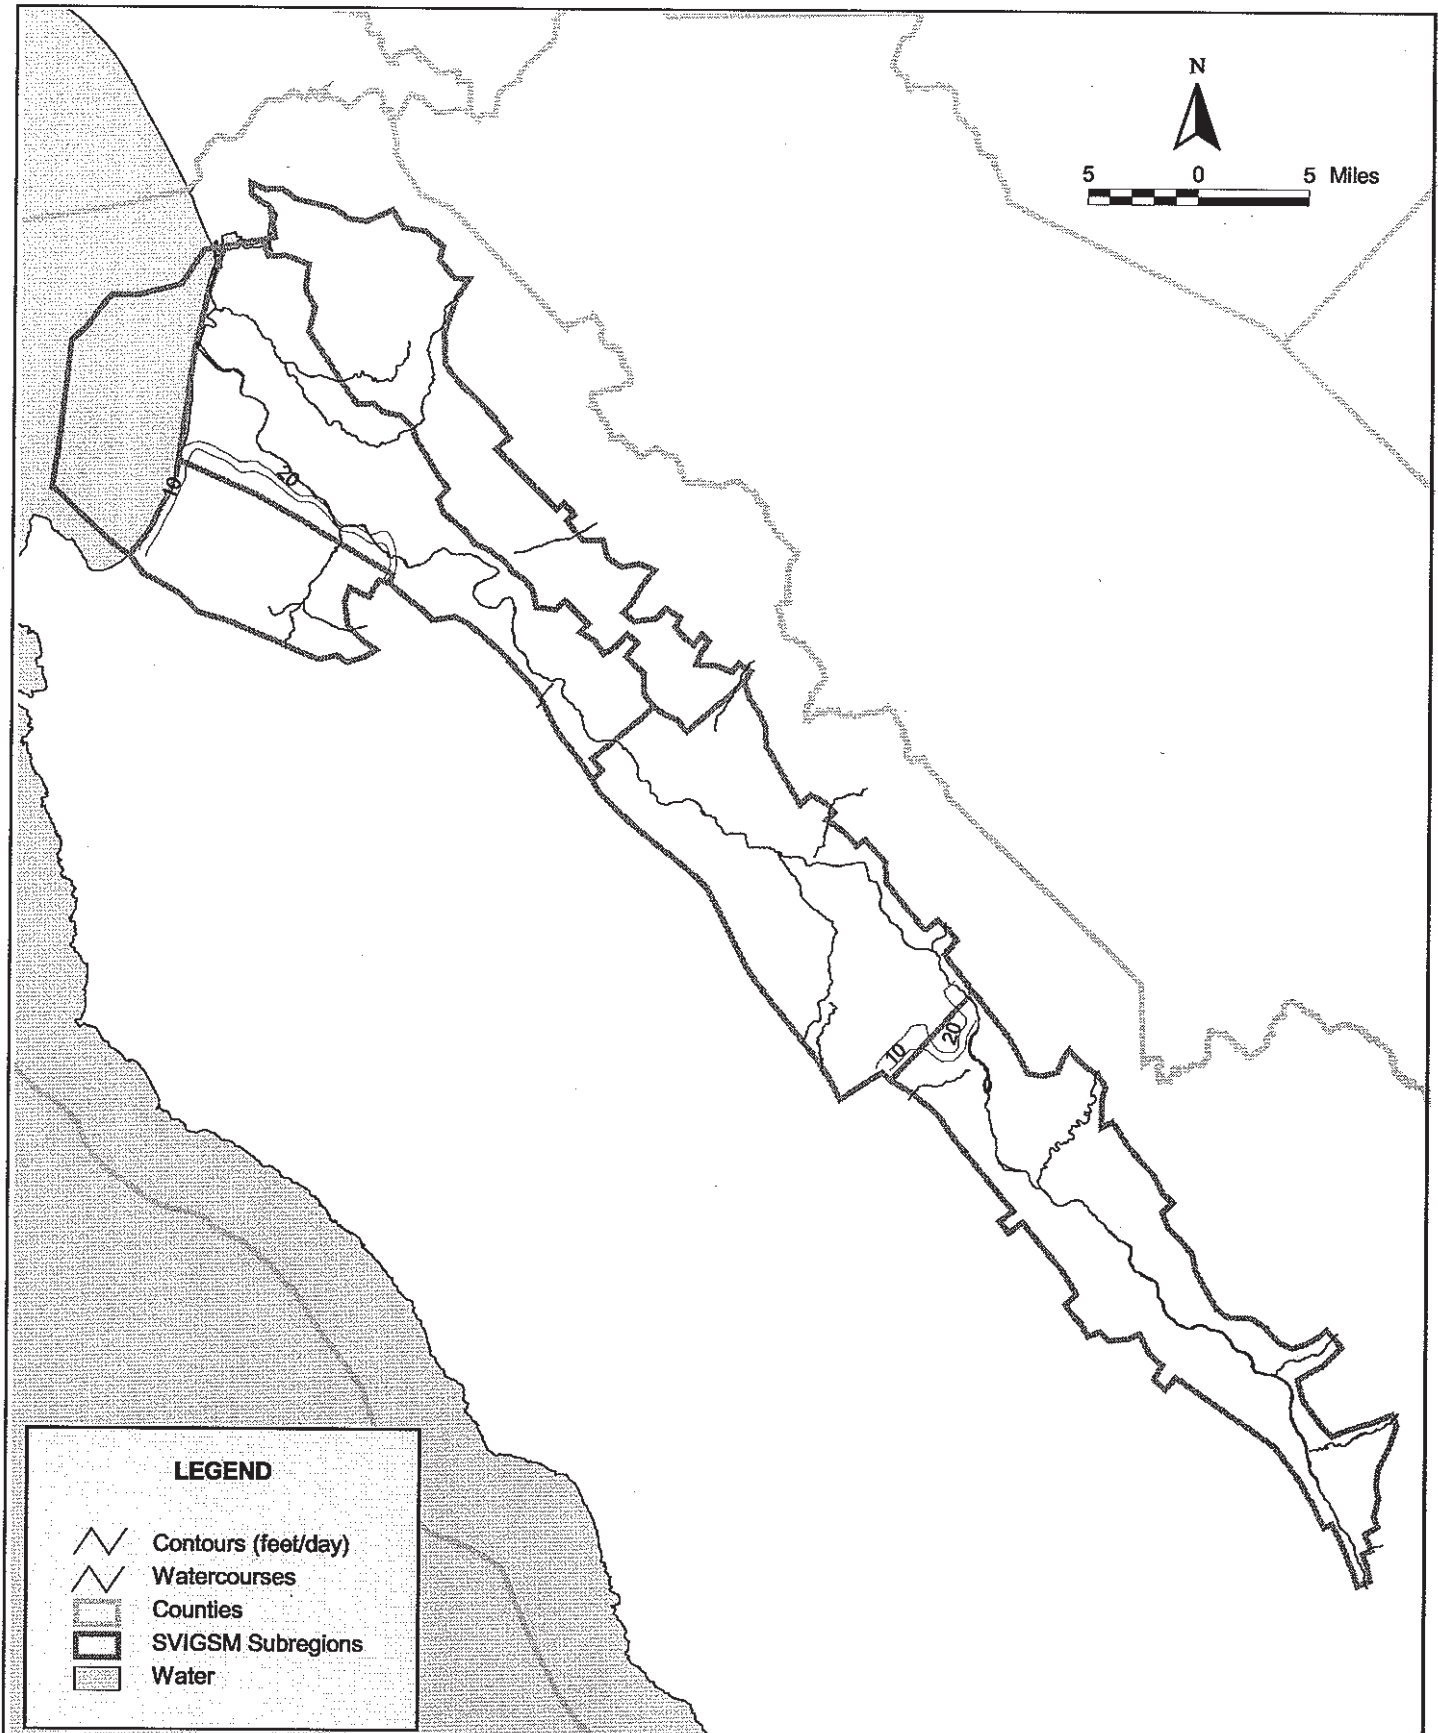 N
5 0 5 Miles
20
10
20
10
LEGEND
Contours (feet/day)
Watercourses
Counties
SVIGSM Subregions
Water